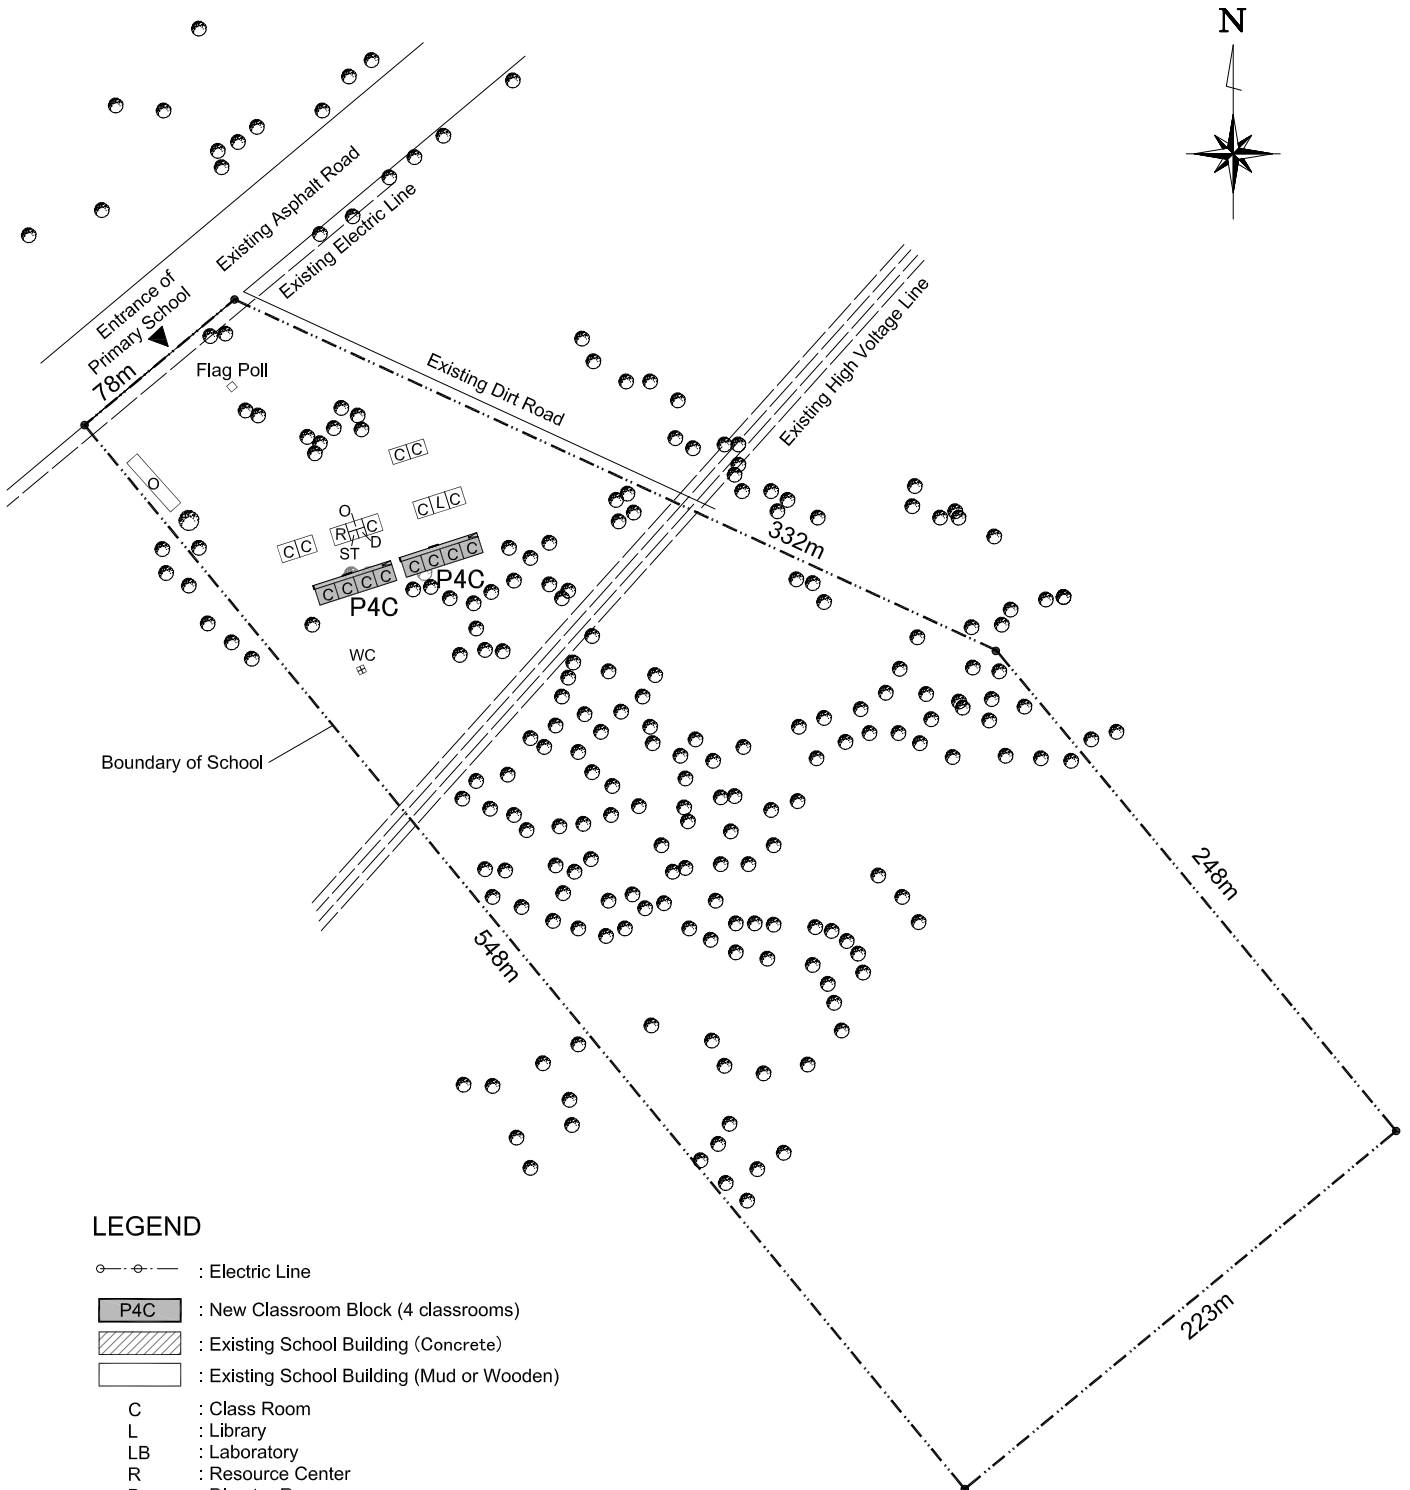 N
Existing Asphalt Road
Existing Electric Line
Entrance of
Primary School
78m
Flag Poll
Existing Dirt Road
Existing High Voltage Line
332m
O
C C
C L C
O
R C
D
ST
C C
C C C C
P4C
C C C C
P4C
WC
Boundary of School
548m
248m
223m
LEGEND
: Electric Line
P4C : New Classroom Block (4 classrooms)
: Existing School Building (Concrete)
: Existing School Building (Mud or Wooden)
C : Class Room
L : Library
LB : Laboratory
R : Resource Center